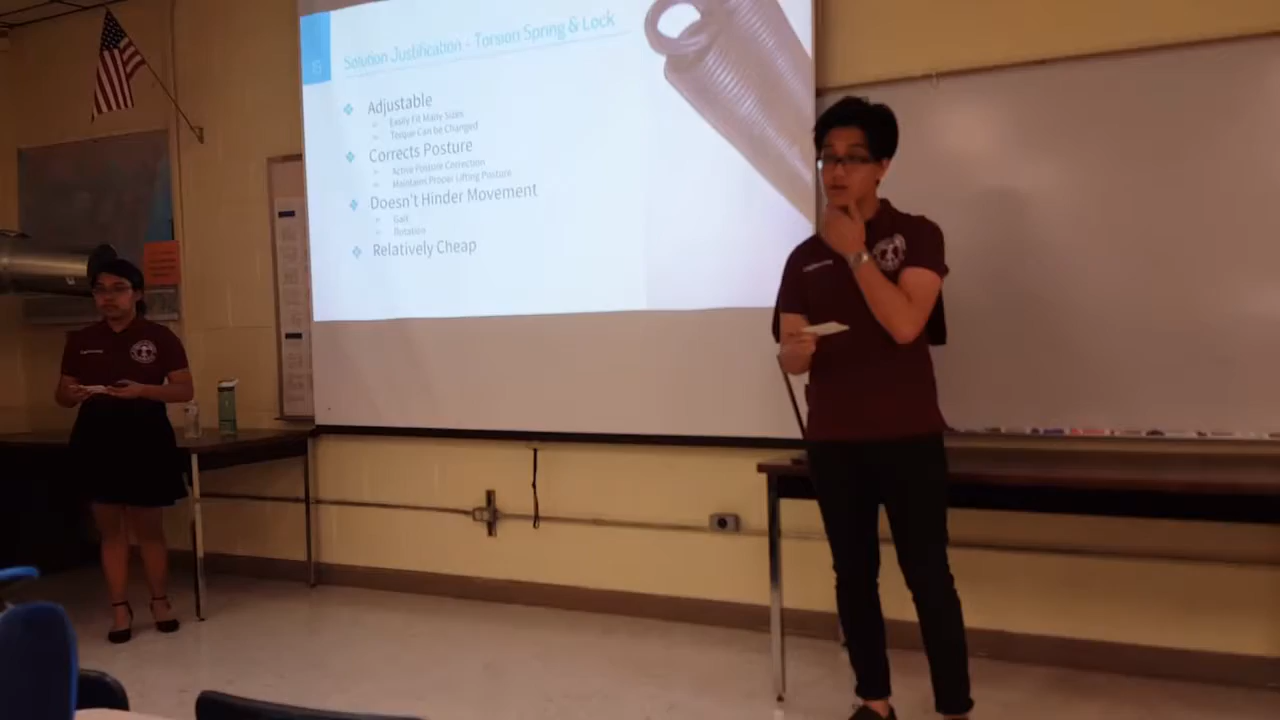 15
Solution Justification - Torsion Spring & Lock
Adjustable
Easily Fit Many Sizes
Torque Can be Changed
Corrects Posture
Active Posture Correction
Maintains Proper Lifting Posture
Doesn't Hinder Movement
Gait
Rotation
Relatively Cheap